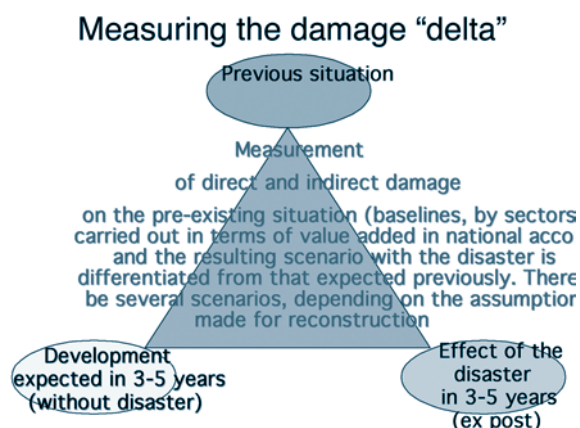 Measuring the damage “delta”
Previous situation
Measurement
of direct and indirect damage
on the pre-existing situation (baselines, by sectors
carried out in terms of value added in national acco
and the resulting scenario with the disaster is
differentiated from that expected previously. There
be several scenarios, depending on the assumption
made for reconstruction
Development
expected in 3-5 years
(without disaster)
Effect of the
disaster
in 3-5 years
(ex post)